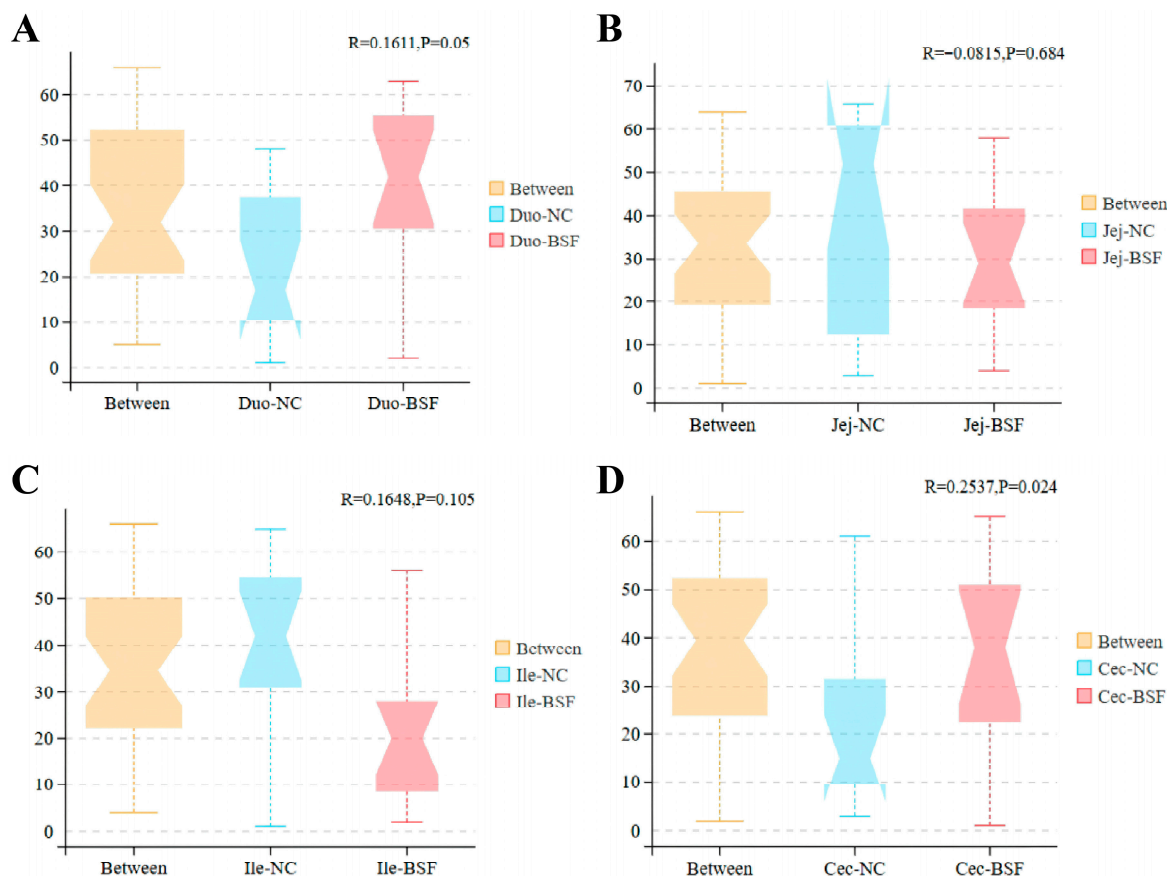 A
R=0.1611,P=0.05
60
50
40
30
20
10
0
Between
Duo-NC
Duo-BSF
Between
Duo-NC
Duo-BSF
B
R=−0.0815,P=0.684
70
60
50
40
30
20
10
0
Between
Jej-NC
Jej-BSF
Between
Jej-NC
Jej-BSF
C
R=0.1648,P=0.105
60
50
40
30
20
10
0
Between
Ile-NC
Ile-BSF
Between
Ile-NC
Ile-BSF
D
R=0.2537,P=0.024
60
50
40
30
20
10
0
Between
Cec-NC
Cec-BSF
Between
Cec-NC
Cec-BSF